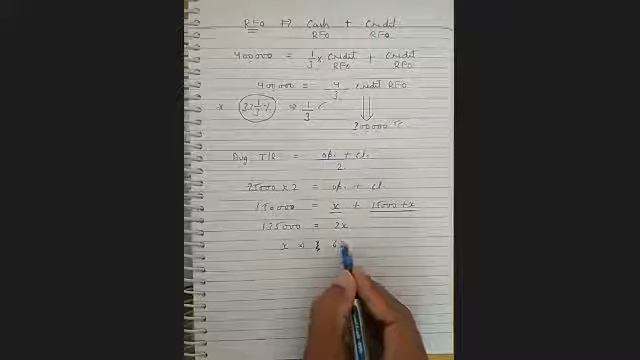 RFO ⇒ Cash RFO + Credit RFO
400000 = 1/3 x Credit RFO + Credit RFO
400000 = 4/3 Credit RFO
* 33 1/3 % ⇒ 1/3
300000
Avg. T/R = op. + cl. / 2
75000 x 2 = op. + cl.
150000 = x + 15000 + x
135000 = 2x
x ⇒ 6